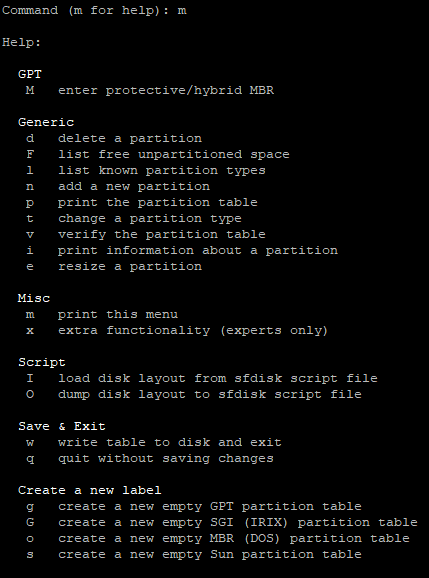 Command (m for help): m
Help:
GPT
M enter protective/hybrid MBR
Generic
d delete a partition
F list free unpartitioned space
l list known partition types
n add a new partition
p print the partition table
t change a partition type
v verify the partition table
i print information about a partition
e resize a partition
Misc
m print this menu
x extra functionality (experts only)
Script
I load disk layout from sfdisk script file
O dump disk layout to sfdisk script file
Save & Exit
w write table to disk and exit
q quit without saving changes
Create a new label
g create a new empty GPT partition table
G create a new empty SGI (IRIX) partition table
o create a new empty MBR (DOS) partition table
s create a new empty Sun partition table